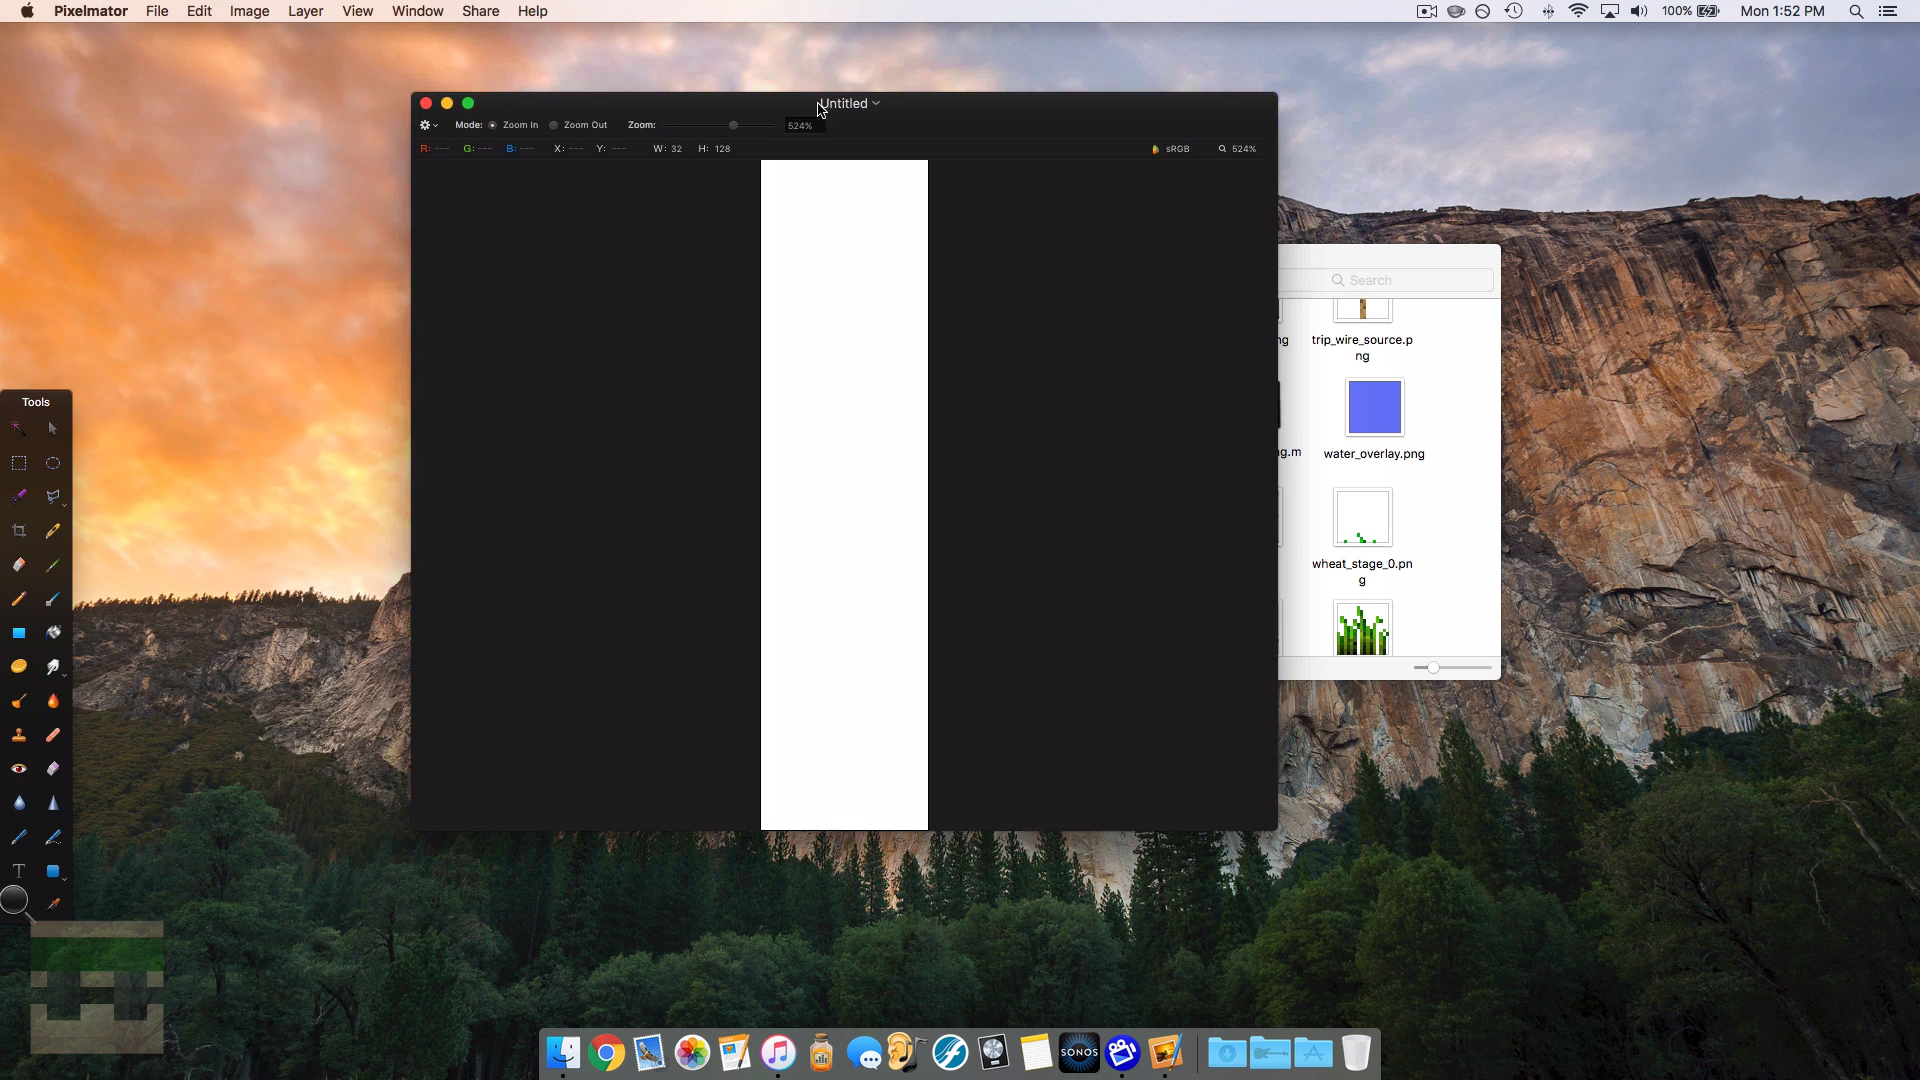 Pixelmator File Edit Image Layer View Window Share Help 100% Mon 1:52 PM
Untitled
Mode: Zoom In Zoom Out Zoom: 524%
R: --- G: --- B: --- X: --- Y: --- W: 32 H: 128 sRGB 524%
Search
ng trip_wire_source.p
ng
g.m water_overlay.png
wheat_stage_0.pn
g
Tools
T
SONOS